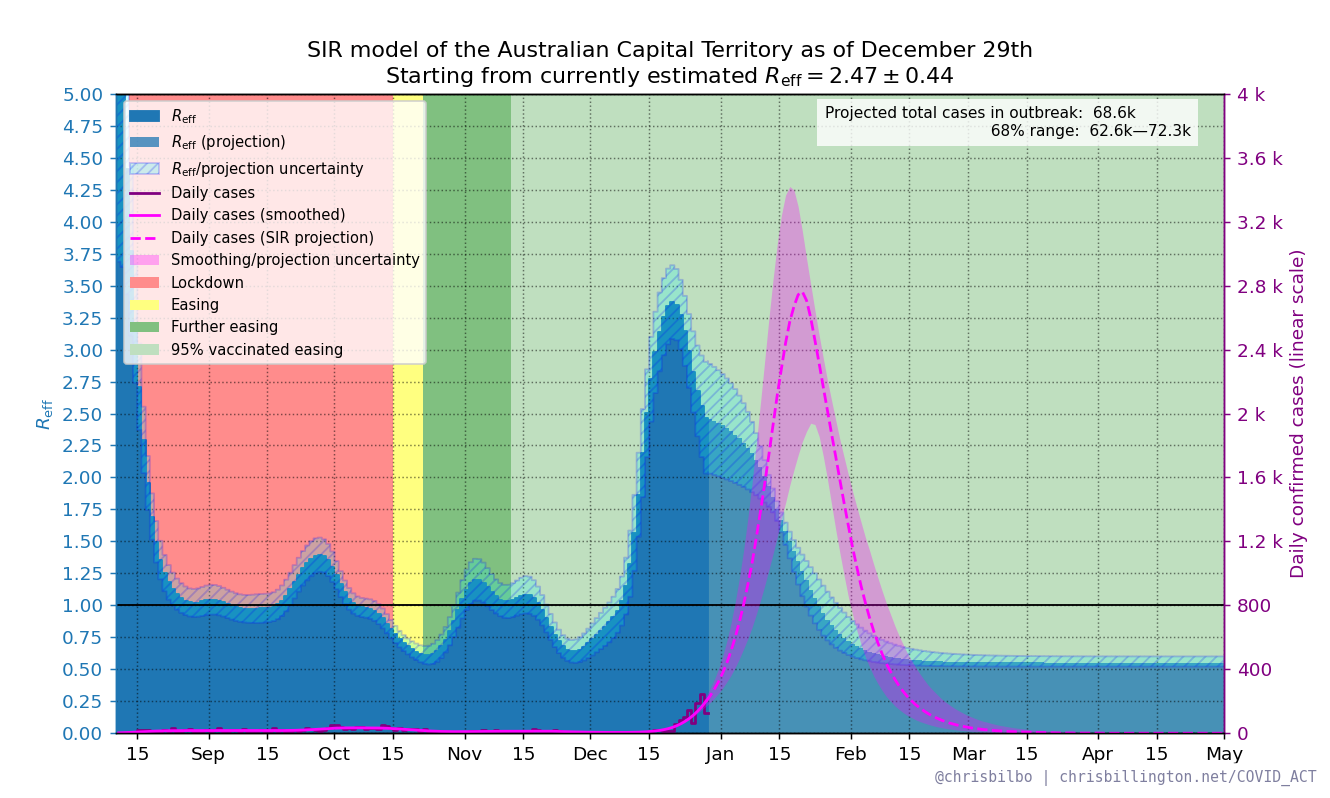 SIR model of the Australian Capital Territory as of December 29th
Starting from currently estimated R_eff = 2.47 ± 0.44
Projected total cases in outbreak: 68.6k
68% range: 62.6k—72.3k
R_eff
R_eff (projection)
R_eff/projection uncertainty
Daily cases
Daily cases (smoothed)
Daily cases (SIR projection)
Smoothing/projection uncertainty
Lockdown
Easing
Further easing
95% vaccinated easing
5.00
4.75
4.50
4.25
4.00
3.75
3.50
3.25
3.00
2.75
2.50
2.25
2.00
1.75
1.50
1.25
1.00
0.75
0.50
0.25
0.00
R_eff
4 k
3.6 k
3.2 k
2.8 k
2.4 k
2 k
1.6 k
1.2 k
800
400
0
Daily confirmed cases (linear scale)
15 Sep 15 Oct 15 Nov 15 Dec 15 Jan 15 Feb 15 Mar 15 Apr 15 May
@chrisbilbo | chrisbillington.net/COVID_ACT